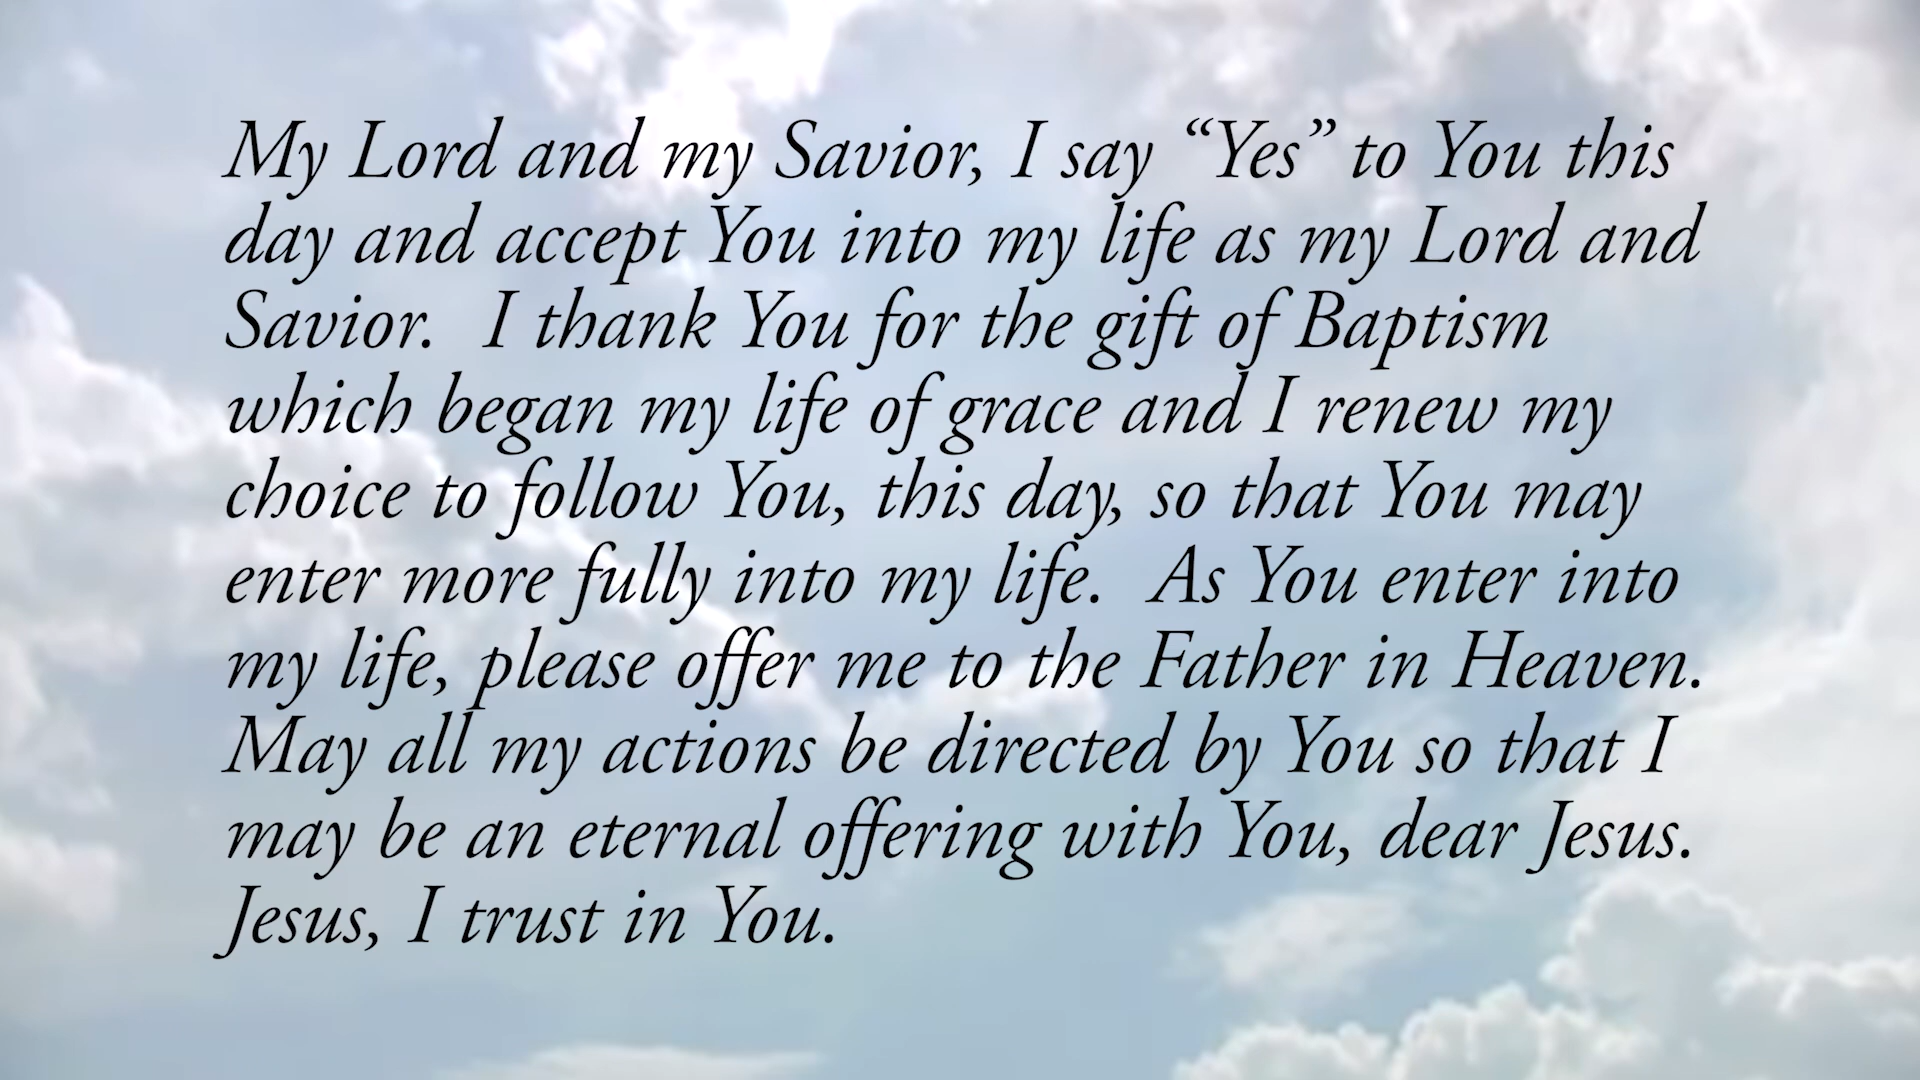 My Lord and my Savior, I say “Yes” to You this
day and accept You into my life as my Lord and
Savior.  I thank You for the gift of Baptism
which began my life of grace and I renew my
choice to follow You, this day, so that You may
enter more fully into my life.  As You enter into
my life, please offer me to the Father in Heaven.
May all my actions be directed by You so that I
may be an eternal offering with You, dear Jesus.
Jesus, I trust in You.